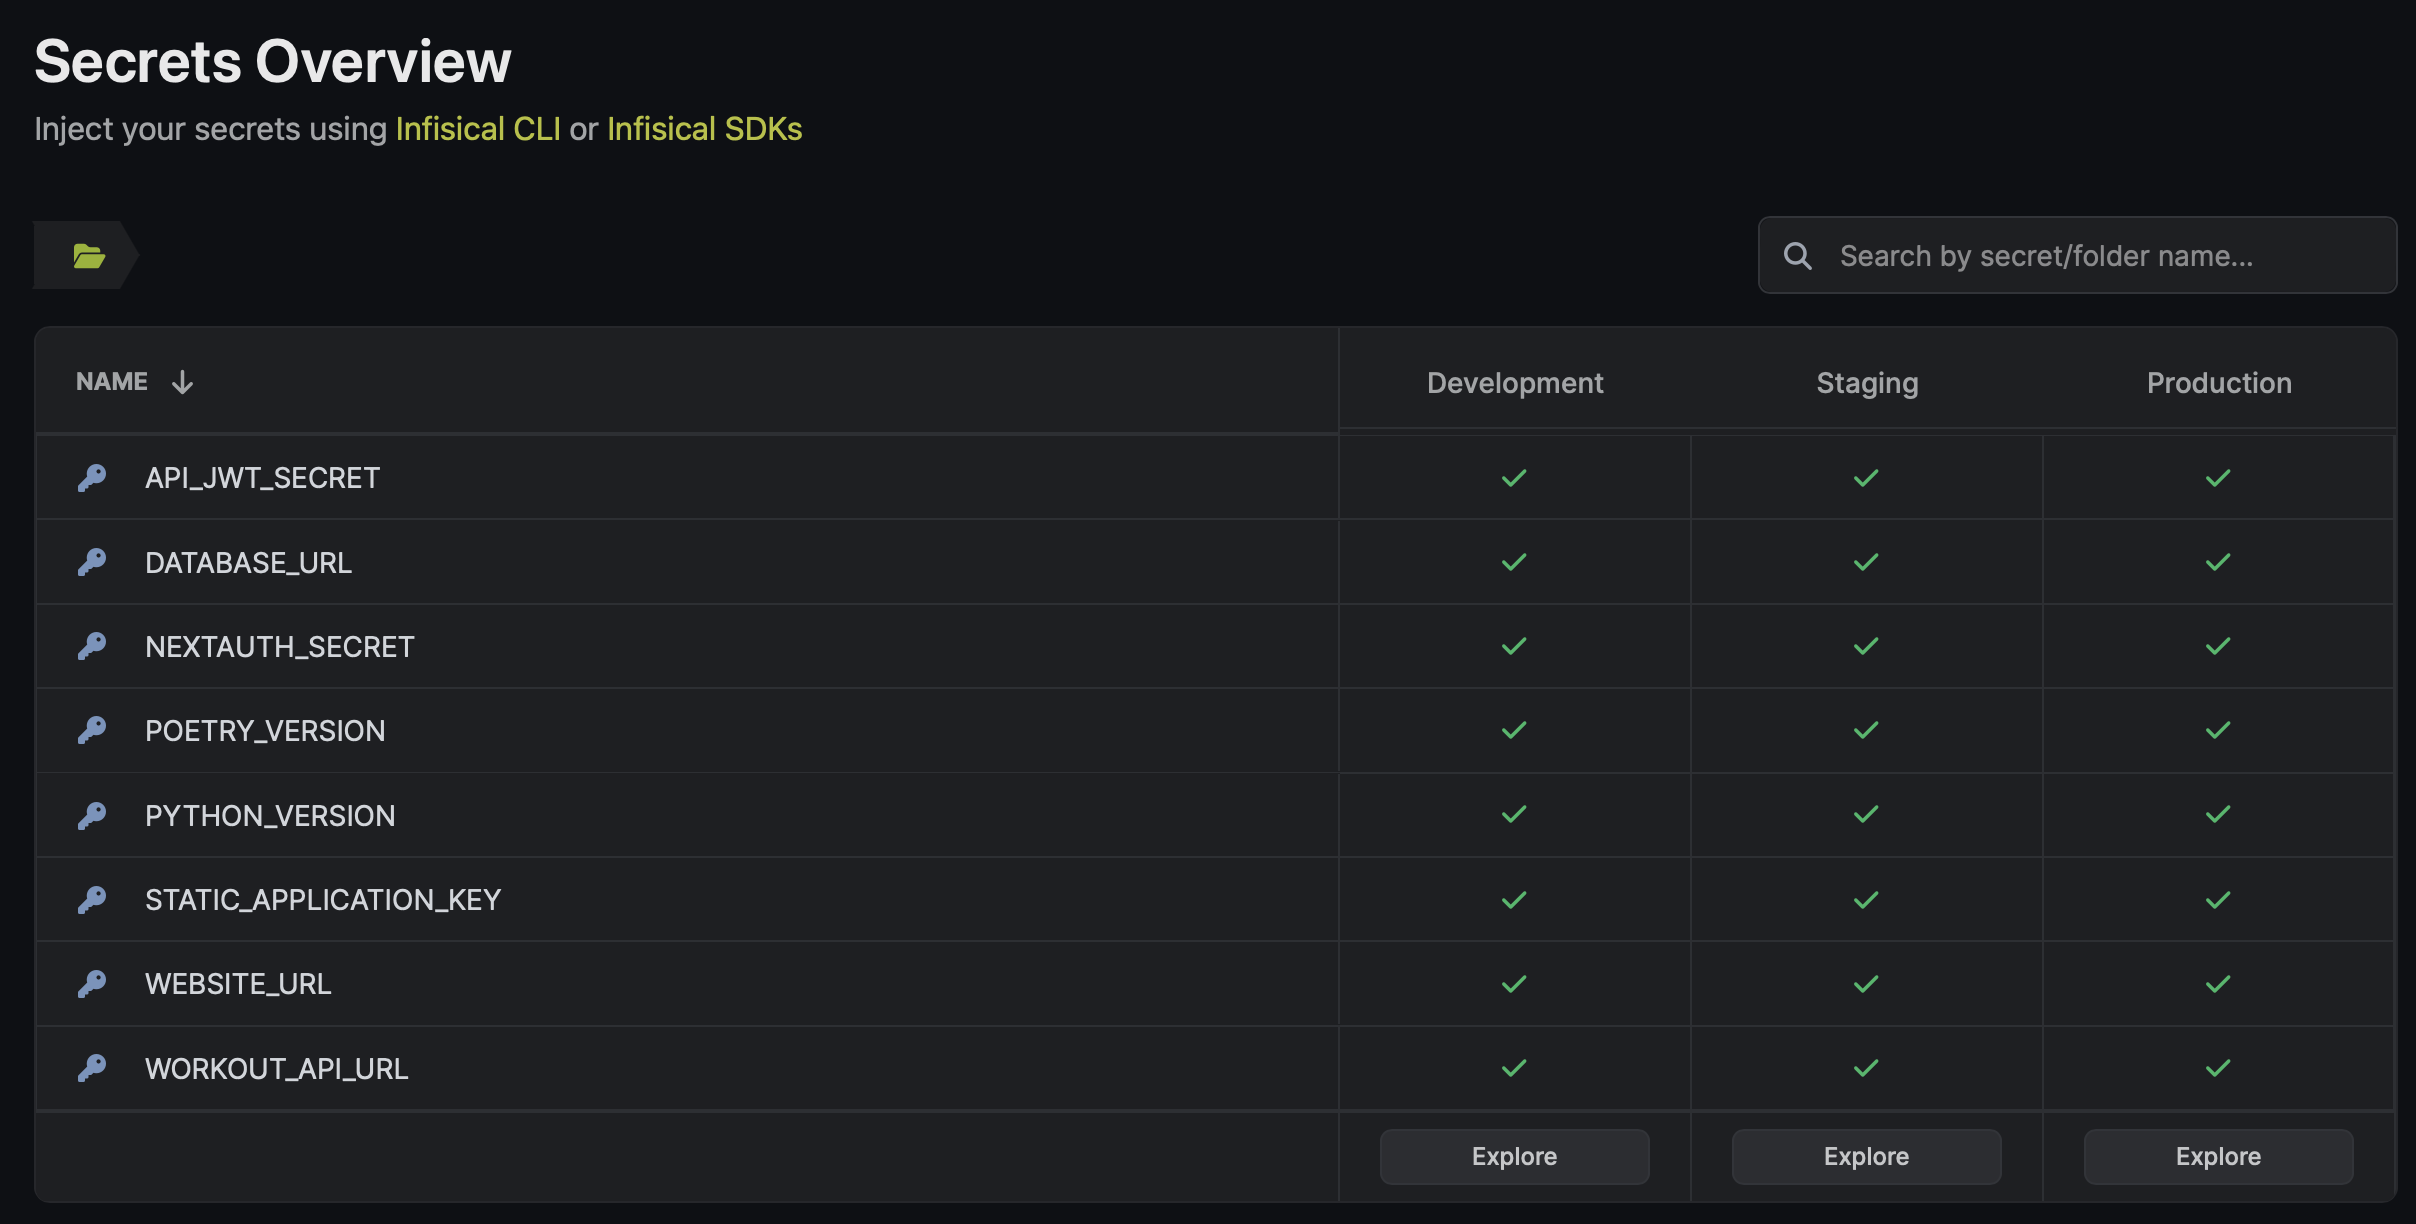 Secrets Overview
Inject your secrets using Infisical CLI or Infisical SDKs
Search by secret/folder name...
NAME Development Staging Production
API_JWT_SECRET
DATABASE_URL
NEXTAUTH_SECRET
POETRY_VERSION
PYTHON_VERSION
STATIC_APPLICATION_KEY
WEBSITE_URL
WORKOUT_API_URL
Explore Explore Explore